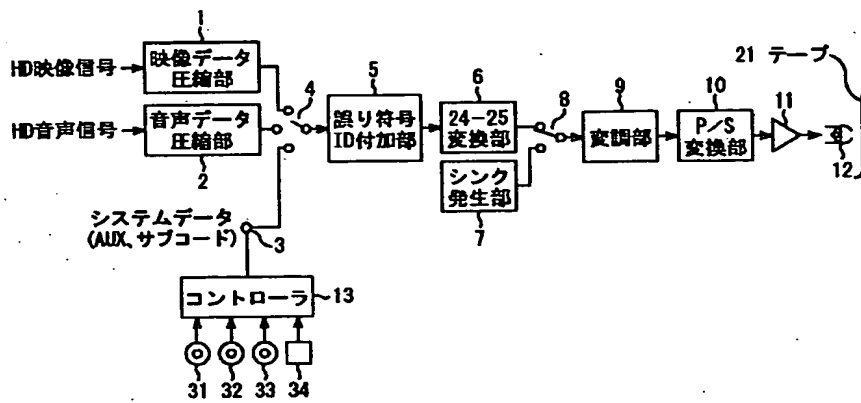 1
HD映像信号
映像データ
圧縮部
HD音声信号
音声データ
圧縮部
2
4
5
誤り符号
ID付加部
6
24-25
変換部
シンク
発生部
7
8
9
変調部
10
P/S
変換部
11
12
21 テープ
システムデータ
(AUX、サブコード)
3
コントローラ
13
31 32 33 34